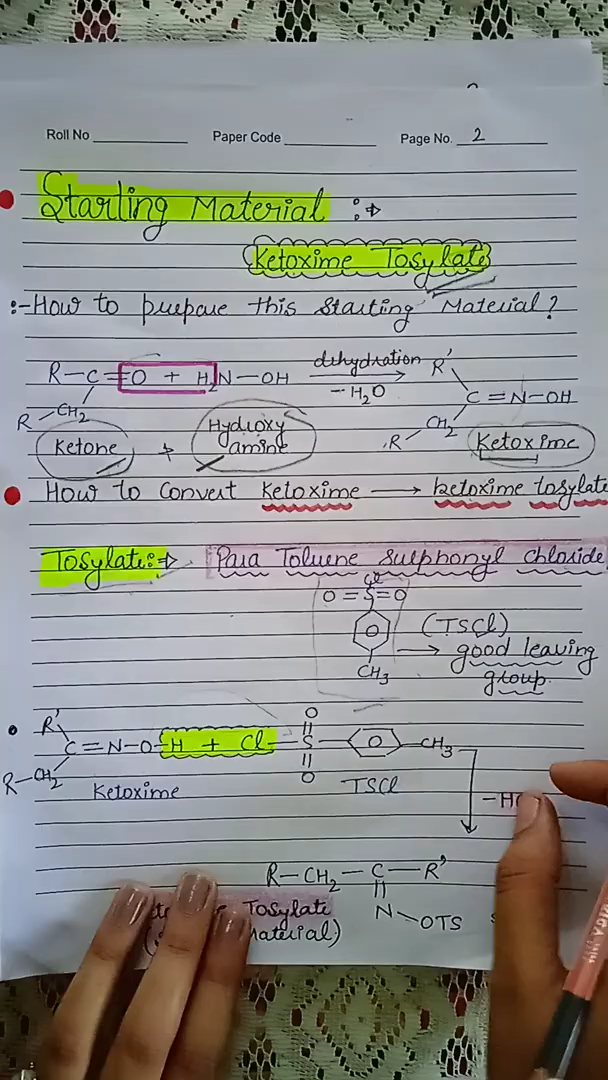 Roll No Paper Code Page No. 2
Starting Material :→
Ketoxime Tosylate
:- How to prepare this starting Material?
R—C=O + H₂N—OH dehydration −H₂O R'
C=N—OH
R—CH₂ R—CH₂
Ketone + Hydroxy amine Ketoxime
How to convert Ketoxime → ketoxime tosylate
Tosylate:⇒ Para Toluene sulphonyl chloride
Cl
O=S=O
(TSCl)
→ good leaving
CH₃ group.
R' O
C=N—O—H + Cl—S—CH₃
R—CH₂ O
Ketoxime TSCl
R—CH₂—C—R'
N—OTS
Tosylate
Material)